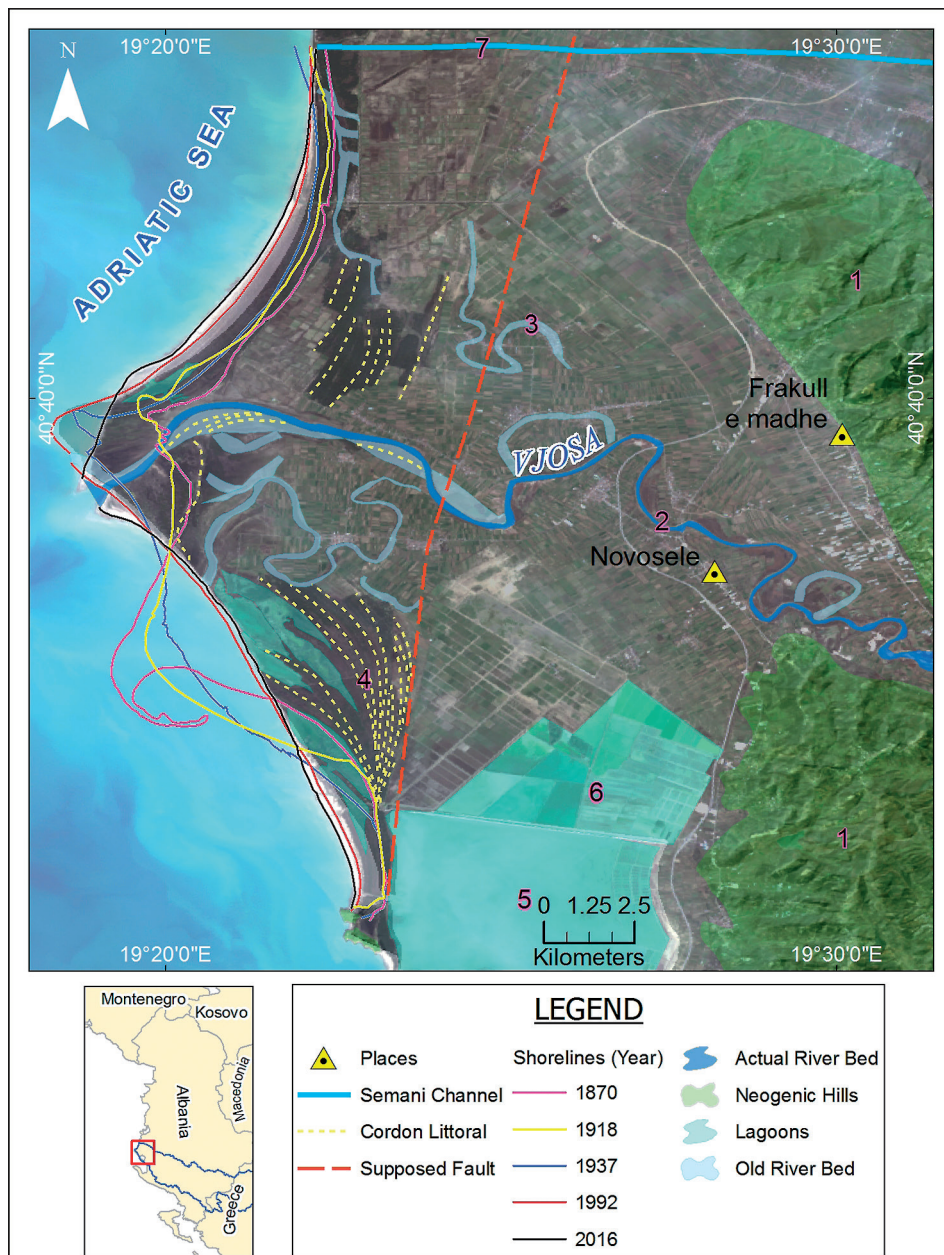 N
19°20'0"E
7
19°30'0"E
ADRIATIC SEA
1
3
40°40'0"N
40°40'0"N
Frakull
e madhe
VJOSA
2
Novosele
4
6
1
5
0 1.25 2.5
Kilometers
19°20'0"E
19°30'0"E
Montenegro
Kosovo
Albania
Macedonia
Greece
LEGEND
Places
Semani Channel
Cordon Littoral
Supposed Fault
Shorelines (Year)
1870
1918
1937
1992
2016
Actual River Bed
Neogenic Hills
Lagoons
Old River Bed